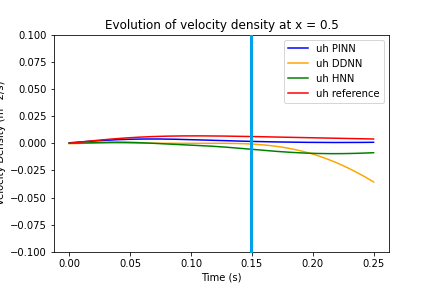 Evolution of velocity density at x = 0.5
0.100
0.075
0.050
0.025
0.000
−0.025
−0.050
−0.075
−0.100
uh PINN
uh DDNN
uh HNN
uh reference
0.00 0.05 0.10 0.15 0.20 0.25
Time (s)